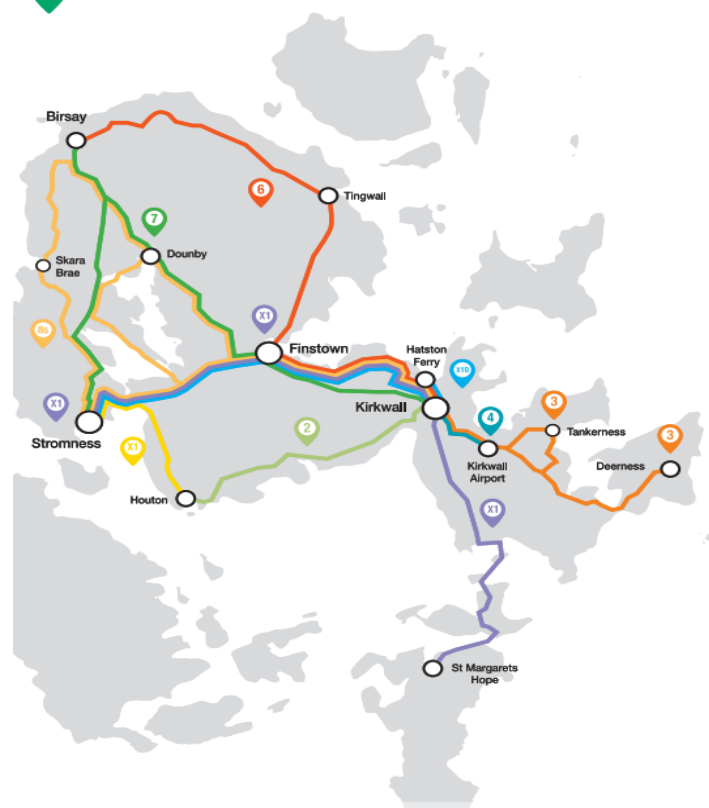 Birsay
6
Tingwall
7
Dounby
Skara
Brae
X1
8s
Finstown
Hatston
Ferry
X10
X1
Kirkwall
4
3
Tankerness
3
Stromness
2
X1
Kirkwall
Airport
Deerness
Houton
X1
St Margarets
Hope